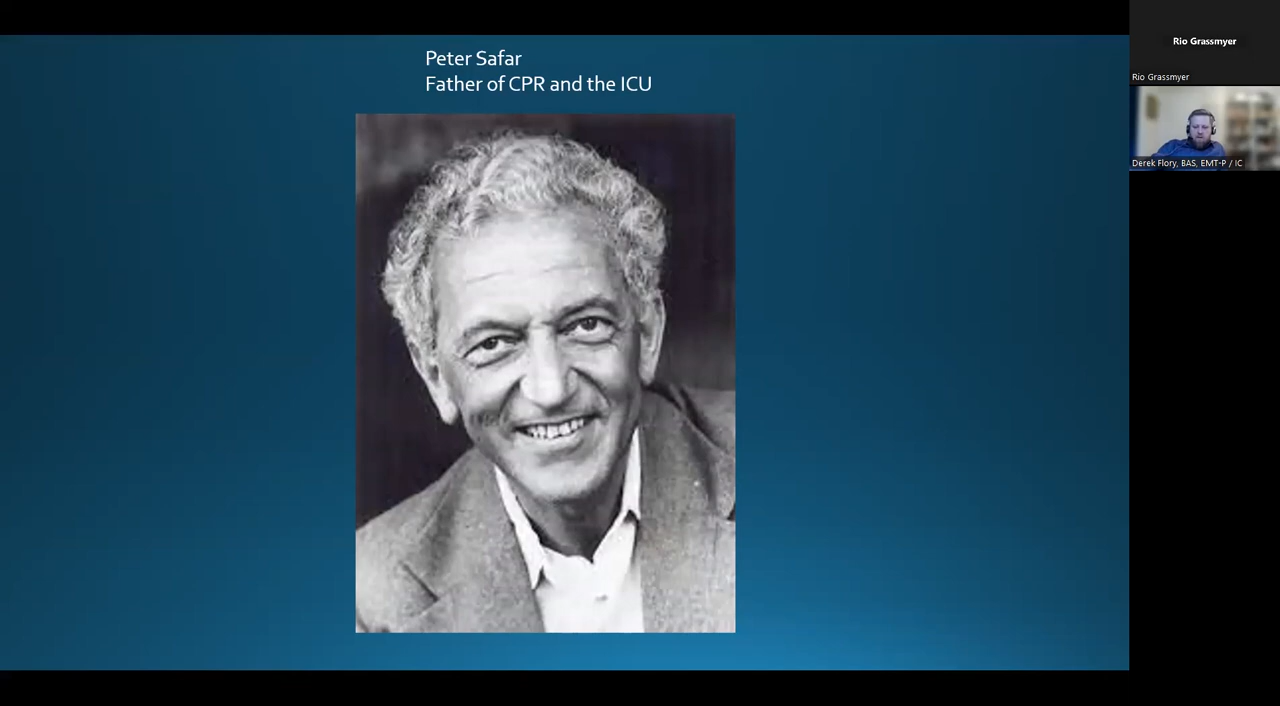 Peter Safar
Father of CPR and the ICU
Rio Grassmyer
Rio Grassmyer
Derek Flory, BAS, EMT-P / IC